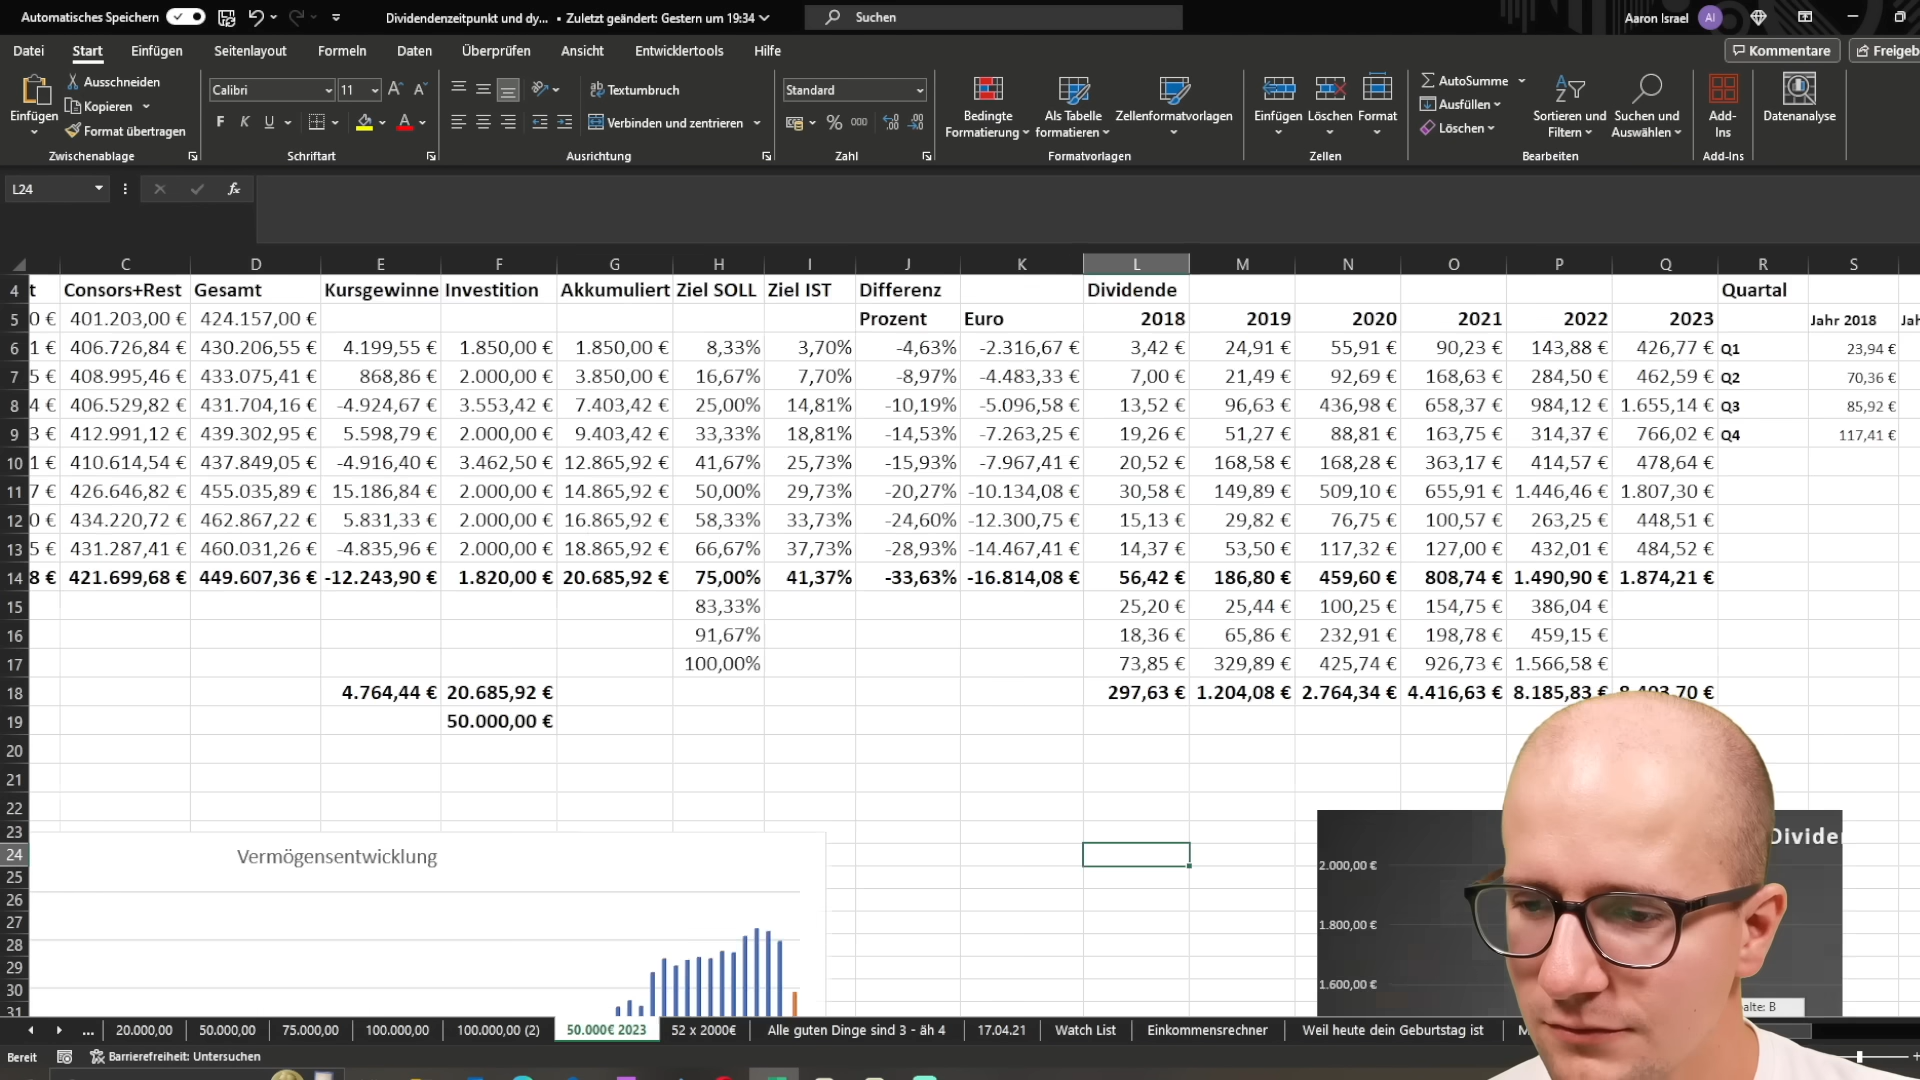 Automatisches Speichern Dividendenzeitpunkt und dy... • Zuletzt geändert: Gestern um 19:34 Suchen Aaron Israel AI
Datei Start Einfügen Seitenlayout Formeln Daten Überprüfen Ansicht Entwicklertools Hilfe Kommentare
Einfügen
Ausschneiden
Kopieren
Format übertragen
Zwischenablage
Calibri 11
F K U
Schriftart
Textumbruch
Verbinden und zentrieren
Ausrichtung
Standard
% 000
Zahl
Bedingte Formatierung
Als Tabelle formatieren
Zellenformatvorlagen
Formatvorlagen
Einfügen Löschen Format
Zellen
AutoSumme
Ausfüllen
Löschen
Sortieren und Filtern
Suchen und Auswählen
Bearbeiten
Add-Ins
Add-Ins
Datenanalyse
L24 fx
C D E F G H I J K L M N O P Q R S
4 t Consors+Rest Gesamt Kursgewinne Investition Akkumuliert Ziel SOLL Ziel IST Differenz Dividende Quartal
5 0 € 401.203,00 € 424.157,00 € Prozent Euro 2018 2019 2020 2021 2022 2023 Jahr 2018
6 1 € 406.726,84 € 430.206,55 € 4.199,55 € 1.850,00 € 1.850,00 € 8,33% 3,70% -4,63% -2.316,67 € 3,42 € 24,91 € 55,91 € 90,23 € 143,88 € 426,77 € Q1 23,94 €
7 5 € 408.995,46 € 433.075,41 € 868,86 € 2.000,00 € 3.850,00 € 16,67% 7,70% -8,97% -4.483,33 € 7,00 € 21,49 € 92,69 € 168,63 € 284,50 € 462,59 € Q2 70,36 €
8 4 € 406.529,82 € 431.704,16 € -4.924,67 € 3.553,42 € 7.403,42 € 25,00% 14,81% -10,19% -5.096,58 € 13,52 € 96,63 € 436,98 € 658,37 € 984,12 € 1.655,14 € Q3 85,92 €
9 3 € 412.991,12 € 439.302,95 € 5.598,79 € 2.000,00 € 9.403,42 € 33,33% 18,81% -14,53% -7.263,25 € 19,26 € 51,27 € 88,81 € 163,75 € 314,37 € 766,02 € Q4 117,41 €
10 1 € 410.614,54 € 437.849,05 € -4.916,40 € 3.462,50 € 12.865,92 € 41,67% 25,73% -15,93% -7.967,41 € 20,52 € 168,58 € 168,28 € 363,17 € 414,57 € 478,64 €
11 7 € 426.646,82 € 455.035,89 € 15.186,84 € 2.000,00 € 14.865,92 € 50,00% 29,73% -20,27% -10.134,08 € 30,58 € 149,89 € 509,10 € 655,91 € 1.446,46 € 1.807,30 €
12 0 € 434.220,72 € 462.867,22 € 5.831,33 € 2.000,00 € 16.865,92 € 58,33% 33,73% -24,60% -12.300,75 € 15,13 € 29,82 € 76,75 € 100,57 € 263,25 € 448,51 €
13 5 € 431.287,41 € 460.031,26 € -4.835,96 € 2.000,00 € 18.865,92 € 66,67% 37,73% -28,93% -14.467,41 € 14,37 € 53,50 € 117,32 € 127,00 € 432,01 € 484,52 €
14 8 € 421.699,68 € 449.607,36 € -12.243,90 € 1.820,00 € 20.685,92 € 75,00% 41,37% -33,63% -16.814,08 € 56,42 € 186,80 € 459,60 € 808,74 € 1.490,90 € 1.874,21 €
15 83,33% 25,20 € 25,44 € 100,25 € 154,75 € 386,04 €
16 91,67% 18,36 € 65,86 € 232,91 € 198,78 € 459,15 €
17 100,00% 73,85 € 329,89 € 425,74 € 926,73 € 1.566,58 €
18 4.764,44 € 20.685,92 € 297,63 € 1.204,08 € 2.764,34 € 4.416,63 € 8.185,83 €
19 50.000,00 €
20
21
22
23
24
25
26
27
28
29
30
31
Vermögensentwicklung
2.000,00 €
1.800,00 €
1.600,00 €
... 20.000,00 50.000,00 75.000,00 100.000,00 100.000,00 (2) 50.000€ 2023 52 x 2000€ Alle guten Dinge sind 3 - äh 4 17.04.21 Watch List Einkommensrechner Weil heute dein Geburtstag ist
Bereit Barrierefreiheit: Untersuchen